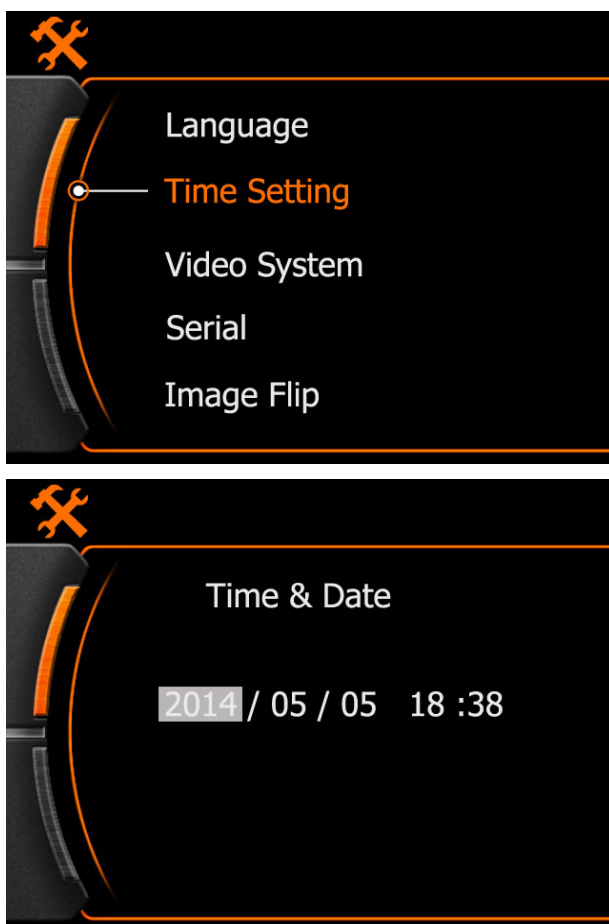 Language
Time Setting
Video System
Serial
Image Flip
Time & Date
2014 / 05 / 05 18 :38